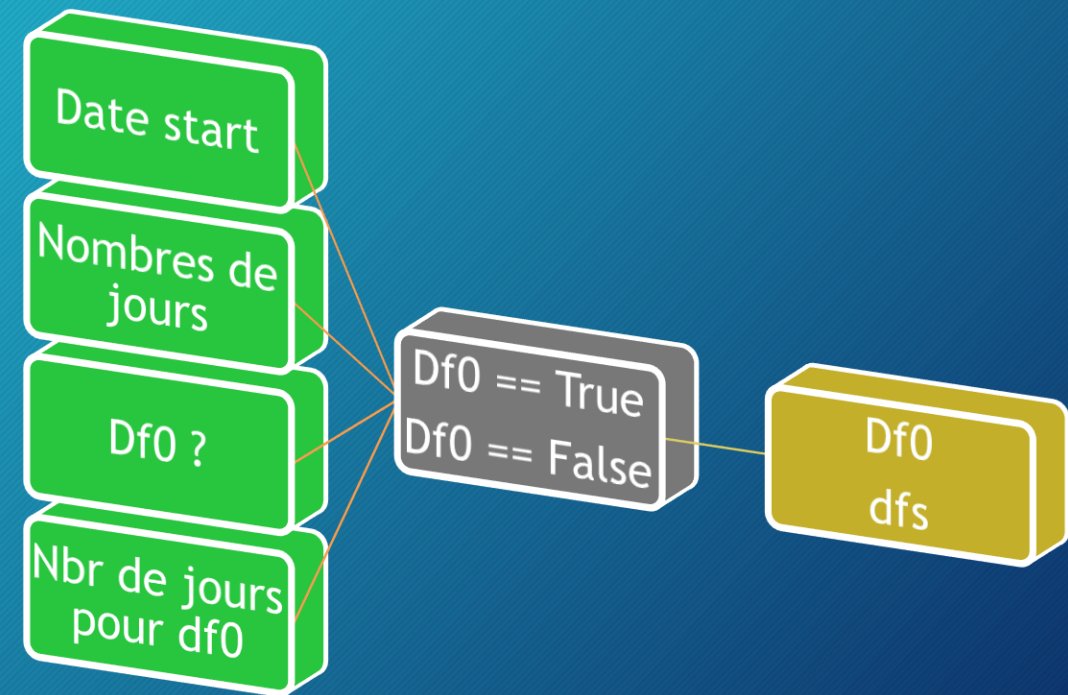 Date start
Nombres de
jours
Df0 ?
Nbr de jours
pour df0
Df0 == True
Df0 == False
Df0
dfs